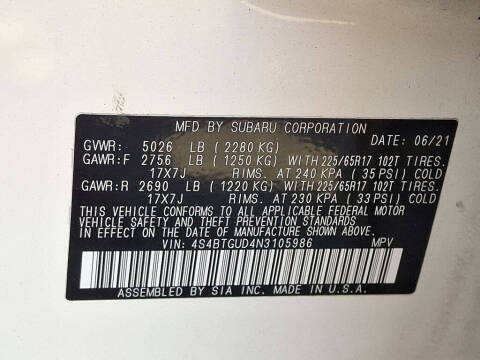 MFD BY SUBARU CORPORATION
GVWR: 5026 LB ( 2280 KG) DATE: 06/21
GAWR:F 2756 LB ( 1250 KG) WITH 225/65R17 102T TIRES.
17X7J RIMS. AT 240 KPA ( 35 PSI) COLD
GAWR:R 2690 LB ( 1220 KG) WITH 225/65R17 102T TIRES.
17X7J RIMS. AT 230 KPA ( 33 PSI) COLD
THIS VEHICLE CONFORMS TO ALL APPLICABLE FEDERAL MOTOR
VEHICLE SAFETY AND THEFT PREVENTION STANDARDS
IN EFFECT ON THE DATE OF MANUFACTURE SHOWN ABOVE.
VIN: 4S4BTGUD4N3105986 MPV
ASSEMBLED BY SIA INC. MADE IN U.S.A.